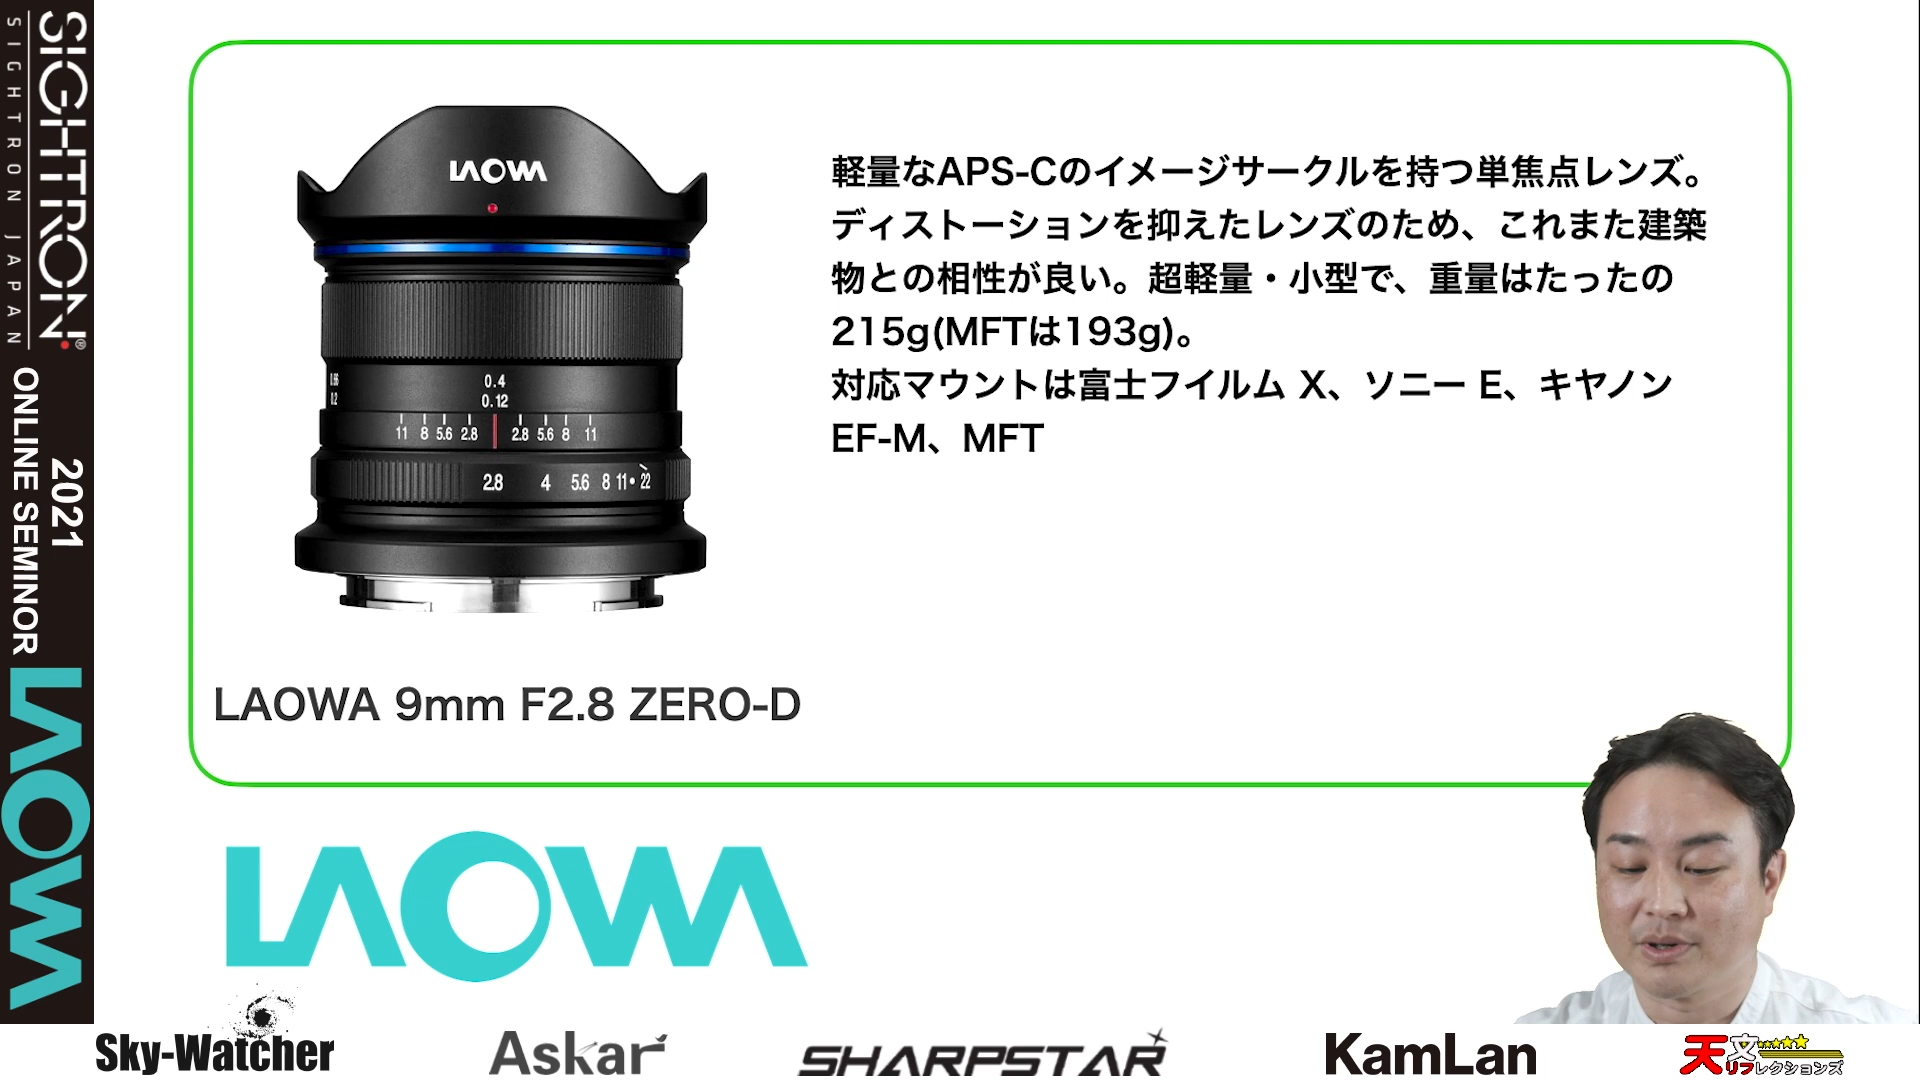 SIGHTRON®
SIGHTRON JAPAN
2021
ONLINE SEMINOR
LAOWA
LAOWA
0.66
0.2
0.4
0.12
11 8 5.6 2.8 2.8 5.6 8 11
2.8 4 5.6 8 11• 22
軽量なAPS-Cのイメージサークルを持つ単焦点レンズ。
ディストーションを抑えたレンズのため、これまた建築
物との相性が良い。超軽量・小型で、重量はたったの
215g(MFTは193g)。
対応マウントは富士フイルム X、ソニー E、キヤノン
EF-M、MFT
LAOWA 9mm F2.8 ZERO-D
LAOWA
Sky-Watcher
Askar
SHARPSTAR
KamLan
天文リフレクションズ